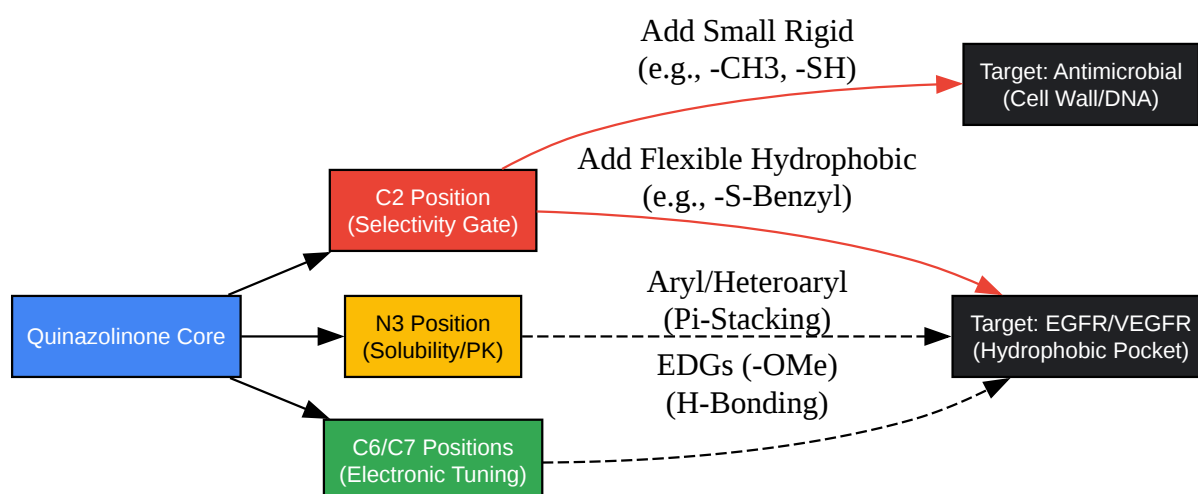 Add Small Rigid
(e.g., -CH3, -SH)
Target: Antimicrobial
(Cell Wall/DNA)
Add Flexible Hydrophobic
(e.g., -S-Benzyl)
C2 Position
(Selectivity Gate)
Quinazolinone Core
N3 Position
(Solubility/PK)
Aryl/Heteroaryl
(Pi-Stacking)
Target: EGFR/VEGFR
(Hydrophobic Pocket)
EDGs (-OMe)
(H-Bonding)
C6/C7 Positions
(Electronic Tuning)